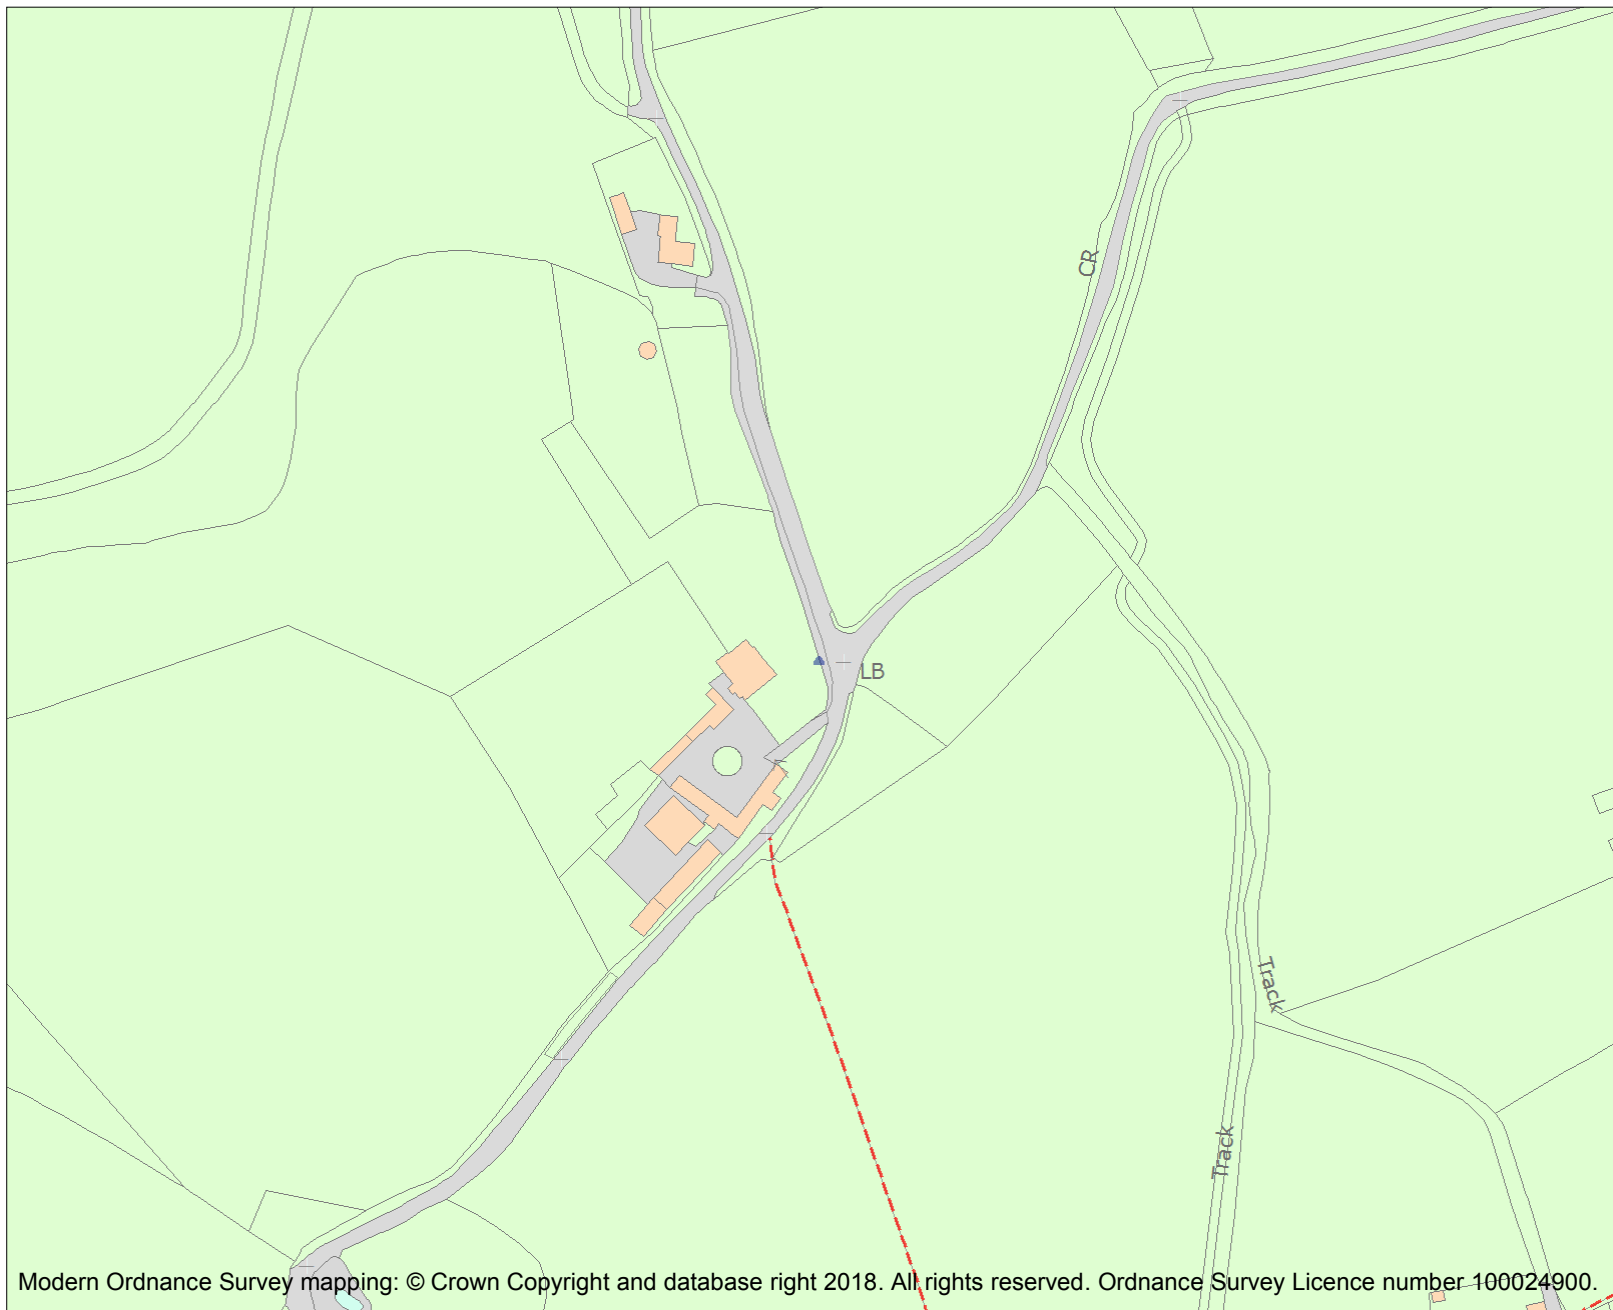 CR
LB
Track
Track
Modern Ordnance Survey mapping: © Crown Copyright and database right 2018. All rights reserved. Ordnance Survey Licence number 100024900.